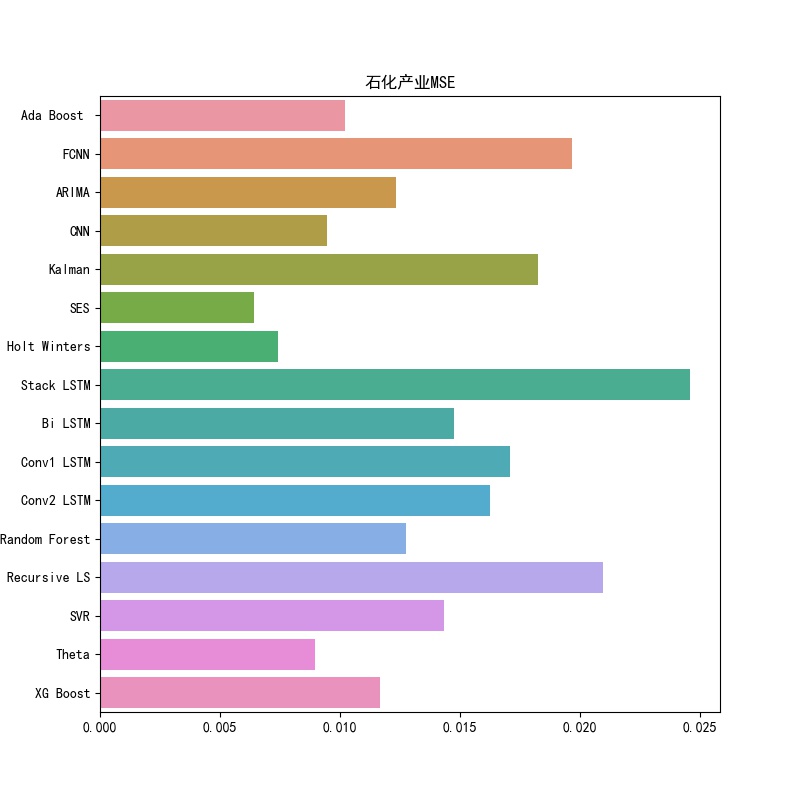 石化产业MSE
Ada Boost
FCNN
ARIMA
CNN
Kalman
SES
Holt Winters
Stack LSTM
Bi LSTM
Conv1 LSTM
Conv2 LSTM
Random Forest
Recursive LS
SVR
Theta
XG Boost
0.000 0.005 0.010 0.015 0.020 0.025